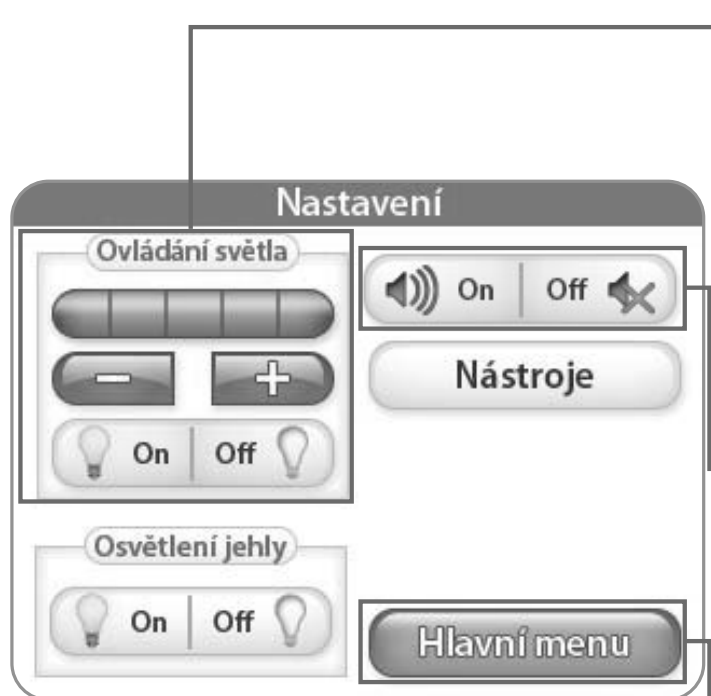 Nastavení
Ovládání světla
On Off
Nástroje
On Off
Osvětlení jehly
On Off
Hlavní menu